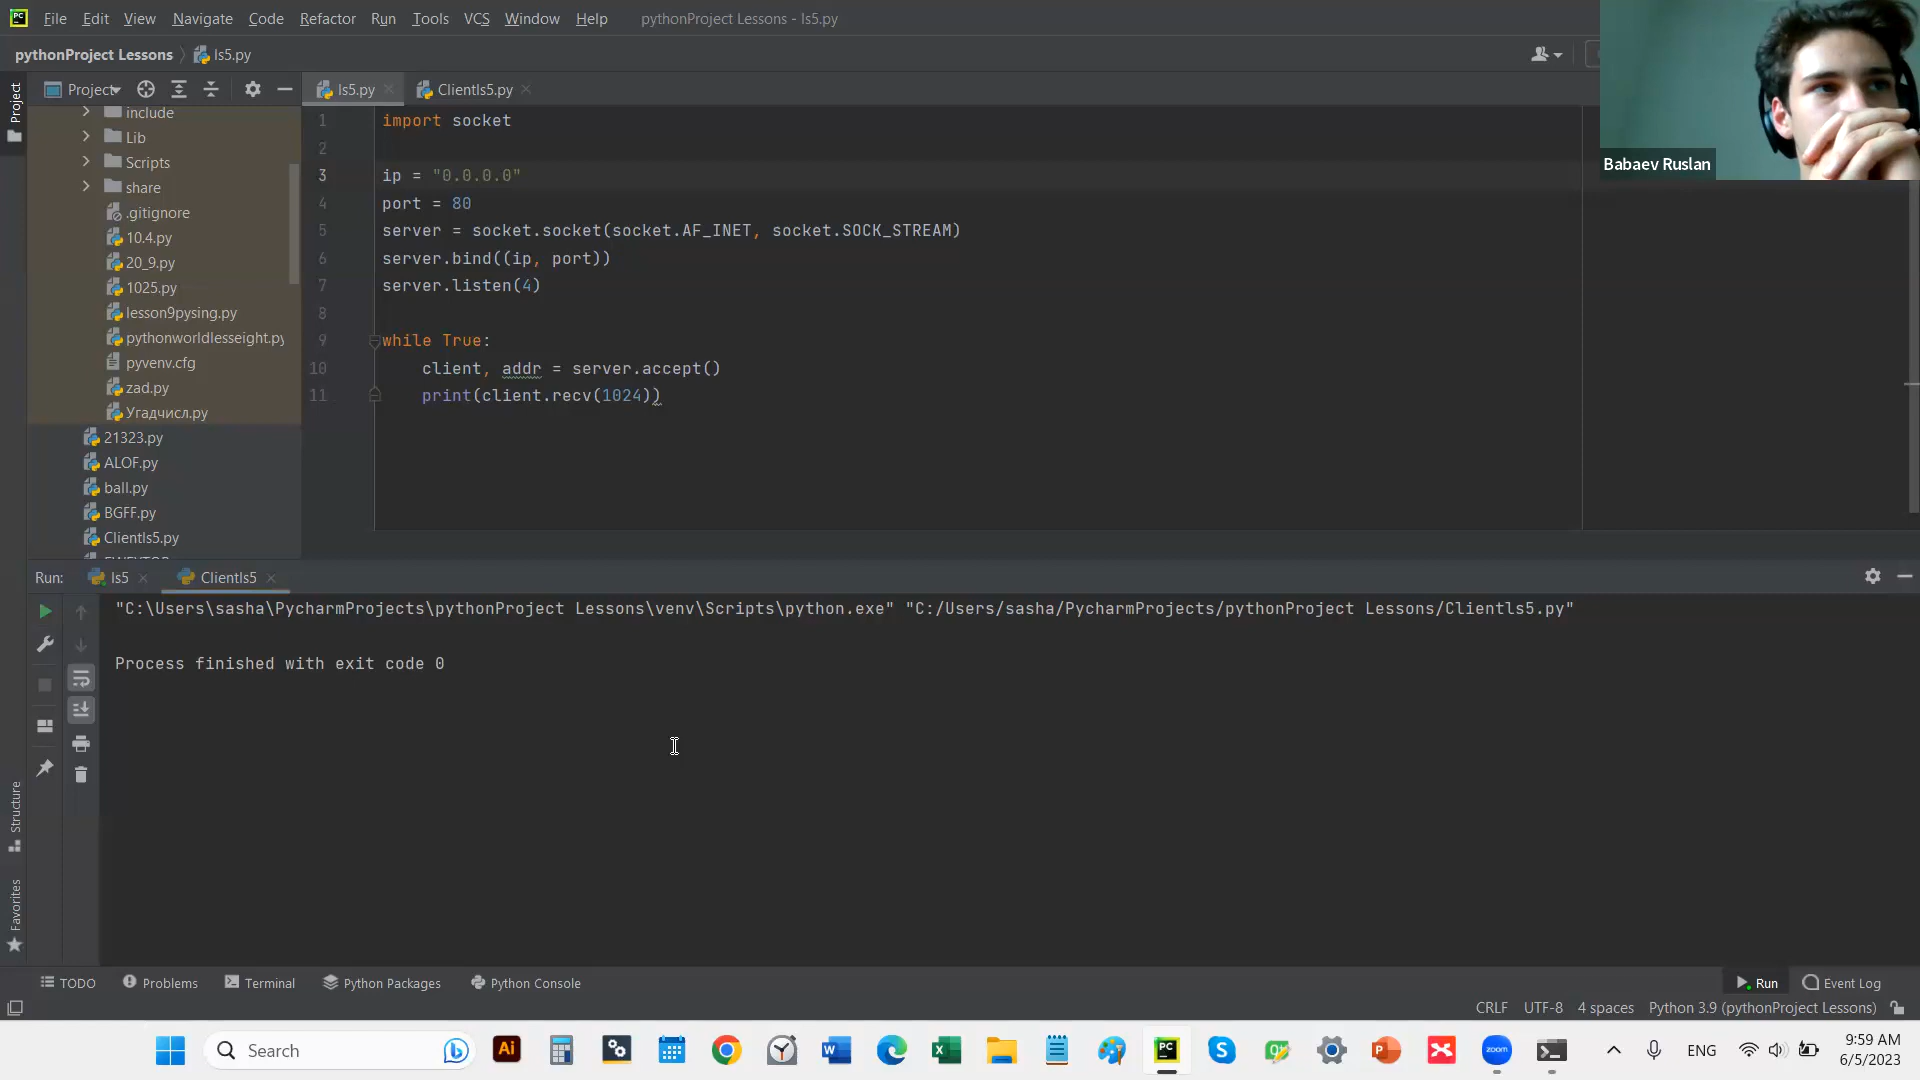 File Edit View Navigate Code Refactor Run Tools VCS Window Help pythonProject Lessons - ls5.py
pythonProject Lessons ls5.py
Babaev Ruslan
Project
Project ls5.py Clientls5.py
include
Lib
Scripts
share
.gitignore
10.4.py
20_9.py
1025.py
lesson9pysing.py
pythonworldlesseight.py
pyvenv.cfg
zad.py
Угадчисл.py
21323.py
ALOF.py
ball.py
BGFF.py
Clientls5.py
1 import socket
2
3 ip = "0.0.0.0"
4 port = 80
5 server = socket.socket(socket.AF_INET, socket.SOCK_STREAM)
6 server.bind((ip, port))
7 server.listen(4)
8
9 while True:
10 client, addr = server.accept()
11 print(client.recv(1024))
Run: ls5 Clientls5
"C:\Users\sasha\PycharmProjects\pythonProject Lessons\venv\Scripts\python.exe" "C:/Users/sasha/PycharmProjects/pythonProject Lessons/Clientls5.py"
Process finished with exit code 0
Structure
Favorites
TODO Problems Terminal Python Packages Python Console Run Event Log
CRLF UTF-8 4 spaces Python 3.9 (pythonProject Lessons)
Search
ENG
9:59 AM
6/5/2023